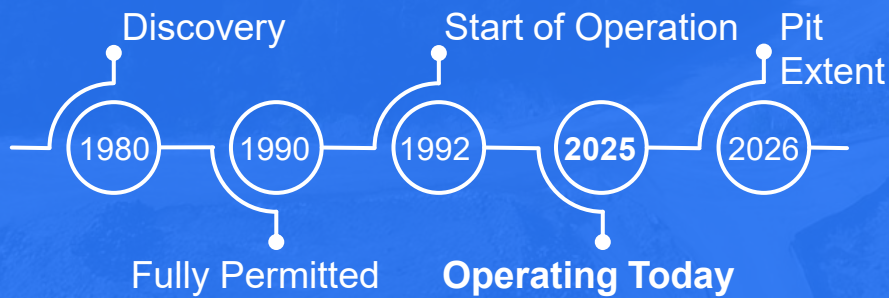 Discovery
Start of Operation
Pit
Extent
1980
1990
1992
2025
2026
Fully Permitted
Operating Today